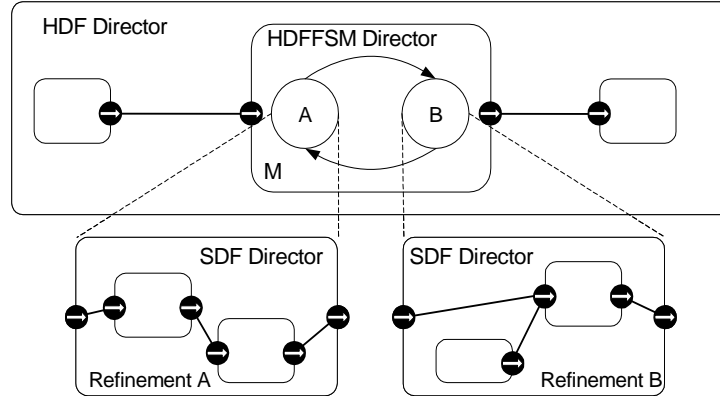 HDF Director
HDFFSM Director
A
B
M
SDF Director
Refinement A
SDF Director
Refinement B